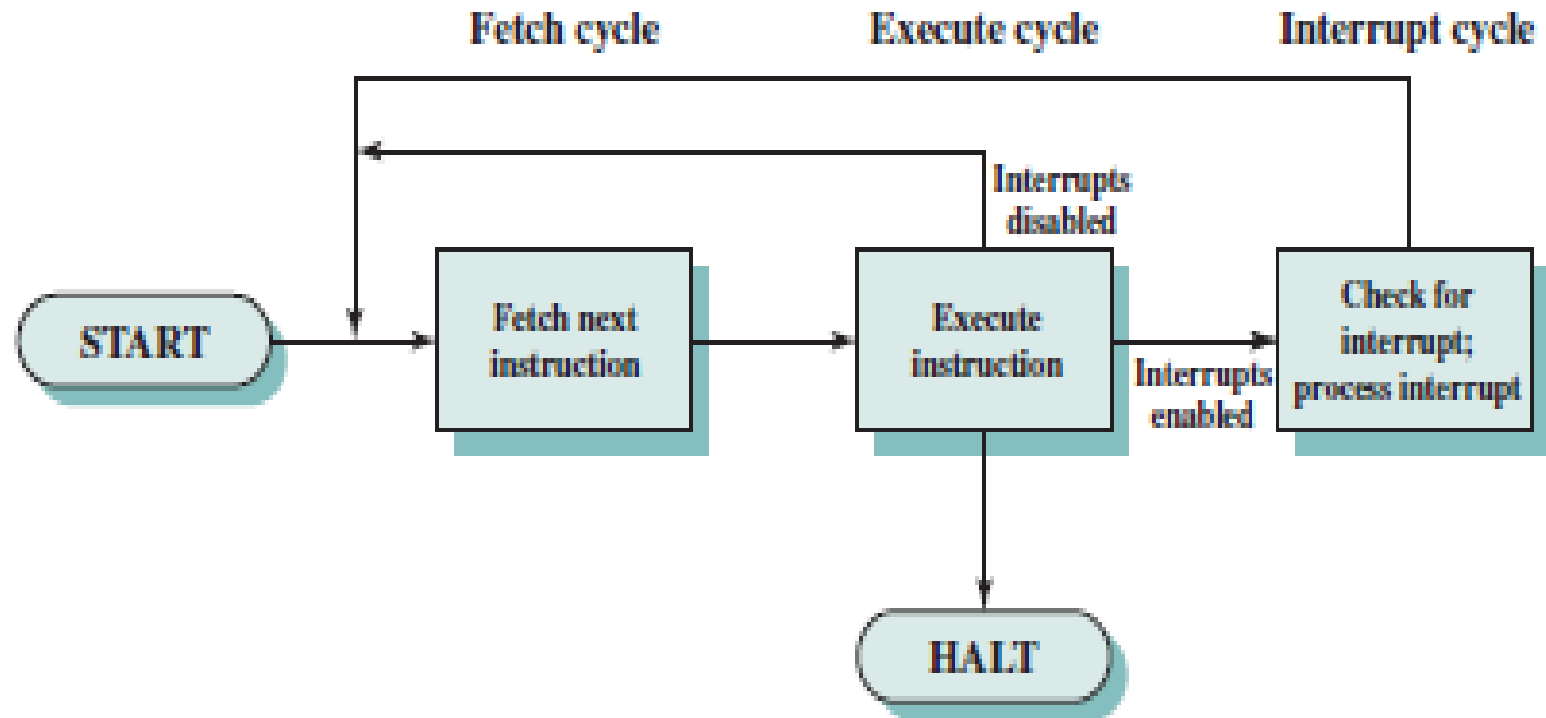 Fetch cycle
Execute cycle
Interrupt cycle
Interrupts
disabled
START
Fetch next
instruction
Execute
instruction
Interrupts
enabled
Check for
interrupt;
process interrupt
HALT